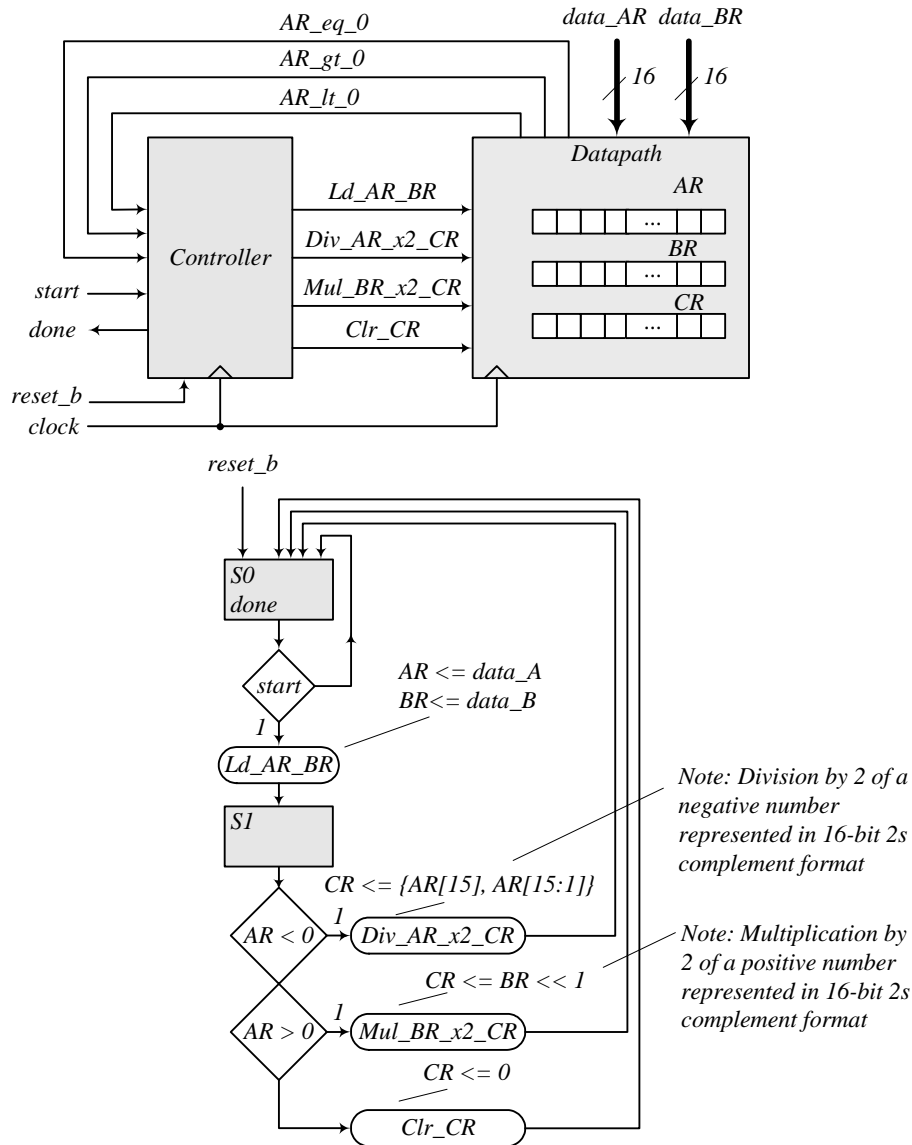 AR_eq_0
data_AR data_BR
AR_gt_0
16 16
AR_lt_0
Datapath
AR
Ld_AR_BR
...
Div_AR_x2_CR
BR
Controller
...
Mul_BR_x2_CR
start
CR
done
Clr_CR
...
reset_b
clock
reset_b
S0
done
start
AR <= data_A
BR<= data_B
1
Ld_AR_BR
S1
Note: Division by 2 of a
negative number
represented in 16-bit 2s
complement format
CR <= {AR[15], AR[15:1]}
AR < 0
1
Div_AR_x2_CR
Note: Multiplication by
2 of a positive number
represented in 16-bit 2s
complement format
CR <= BR << 1
AR > 0
1
Mul_BR_x2_CR
CR <= 0
Clr_CR